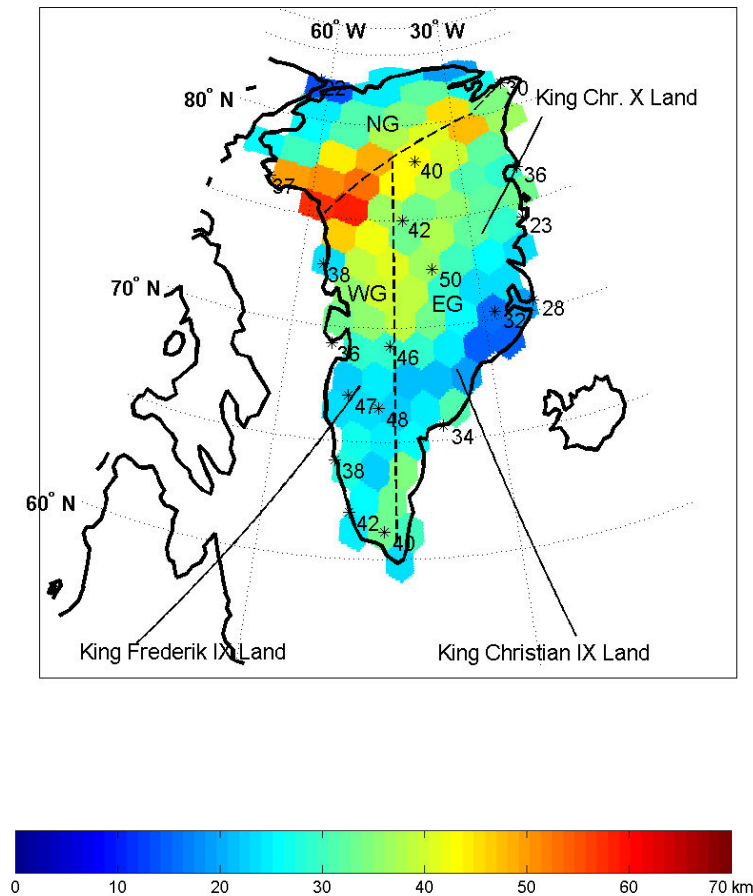 60° W 30° W
80° N
22
30
King Chr. X Land
NG
40
36
37
42
23
38
50
70° N
WG
EG
28
32
36
46
47
48
34
38
60° N
42
40
King Frederik IX Land
King Christian IX Land
0 10 20 30 40 50 60 70 km